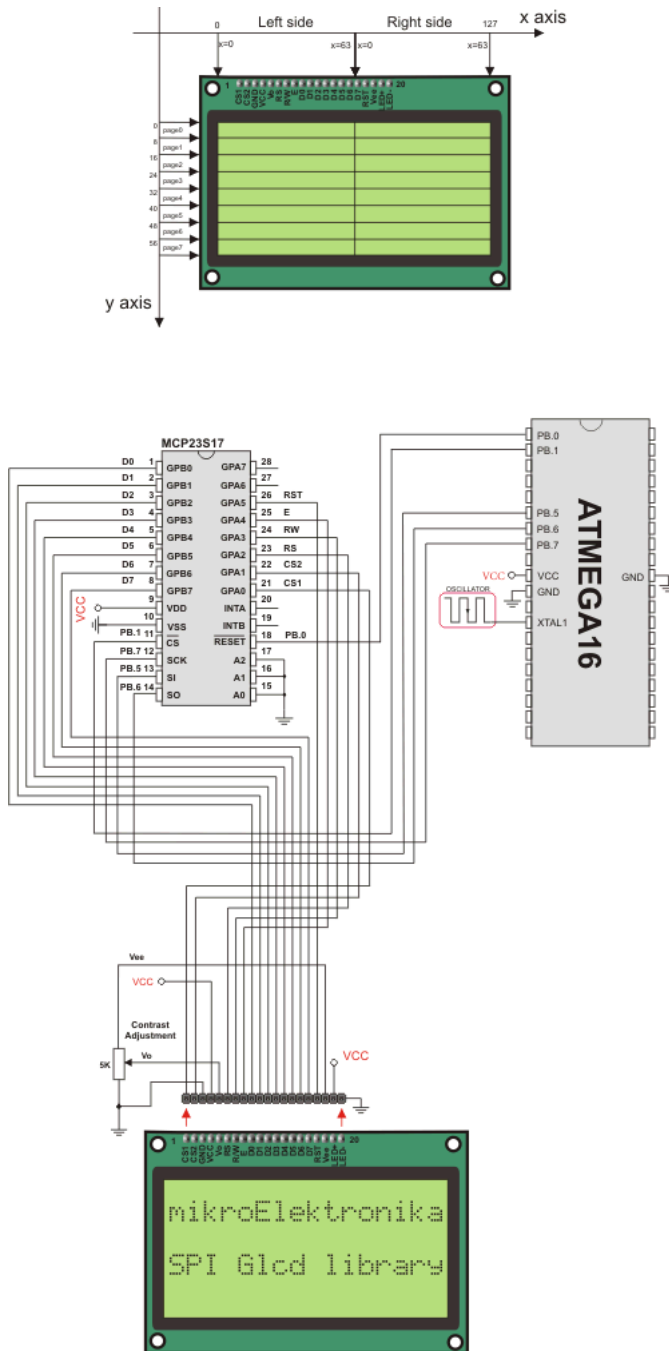 0 Left side Right side 127 x axis
x=0 x=63 x=0 x=63
1 20
CS1 CS2 GND VCC Vo RS R/W E D0 D1 D2 D3 D4 D5 D6 D7 RST Vee LED+ LED-
0
page0
8
page1
16
page2
24
page3
32
page4
40
page5
48
page6
56
page7
y axis
MCP23S17
D0 1 GPB0 GPA7 28
D1 2 GPB1 GPA6 27
D2 3 GPB2 GPA5 26 RST
D3 4 GPB3 GPA4 25 E
D4 5 GPB4 GPA3 24 RW
D5 6 GPB5 GPA2 23 RS
D6 7 GPB6 GPA1 22 CS2
D7 8 GPB7 GPA0 21 CS1
VCC 9 VDD INTA 20
10 VSS INTB 19
PB.1 11 CS RESET 18 PB.0
PB.7 12 SCK A2 17
PB.5 13 SI A1 16
PB.6 14 SO A0 15
PB.0
PB.1
PB.5
PB.6
PB.7
VCC VCC GND
GND
OSCILLATOR
XTAL1
ATMEGA16
Vee
VCC
Contrast
Adjustment
5K Vo VCC
1 20
CS1 CS2 GND VCC Vo RS R/W E D0 D1 D2 D3 D4 D5 D6 D7 RST Vee LED+ LED-
mikroElektronika
SPI Glcd library